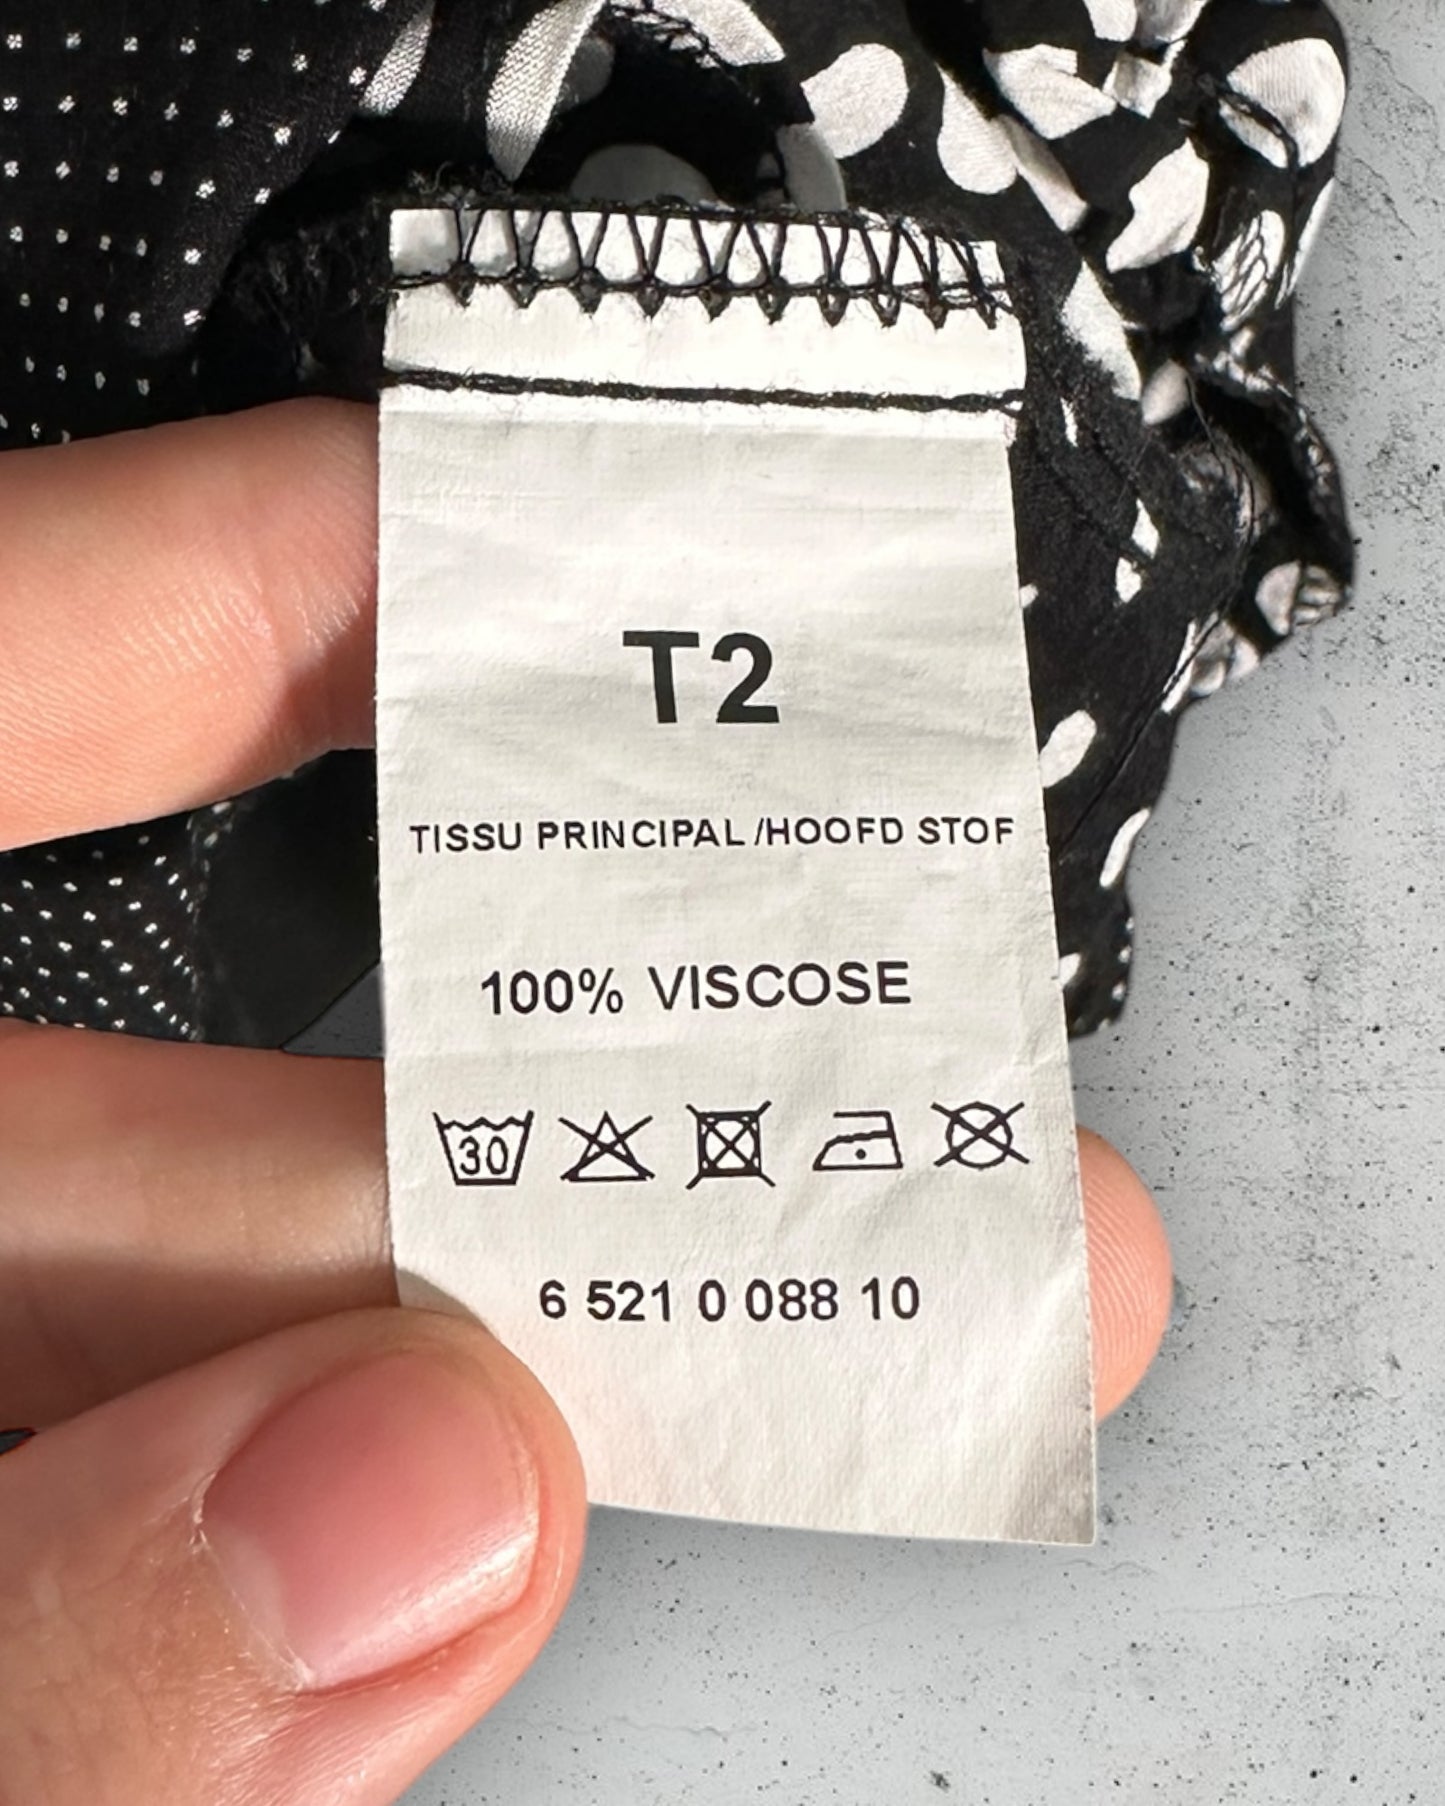 T2
TISSU PRINCIPAL/HOOFD STOF
100% VISCOSE
30
6 521 0 088 10